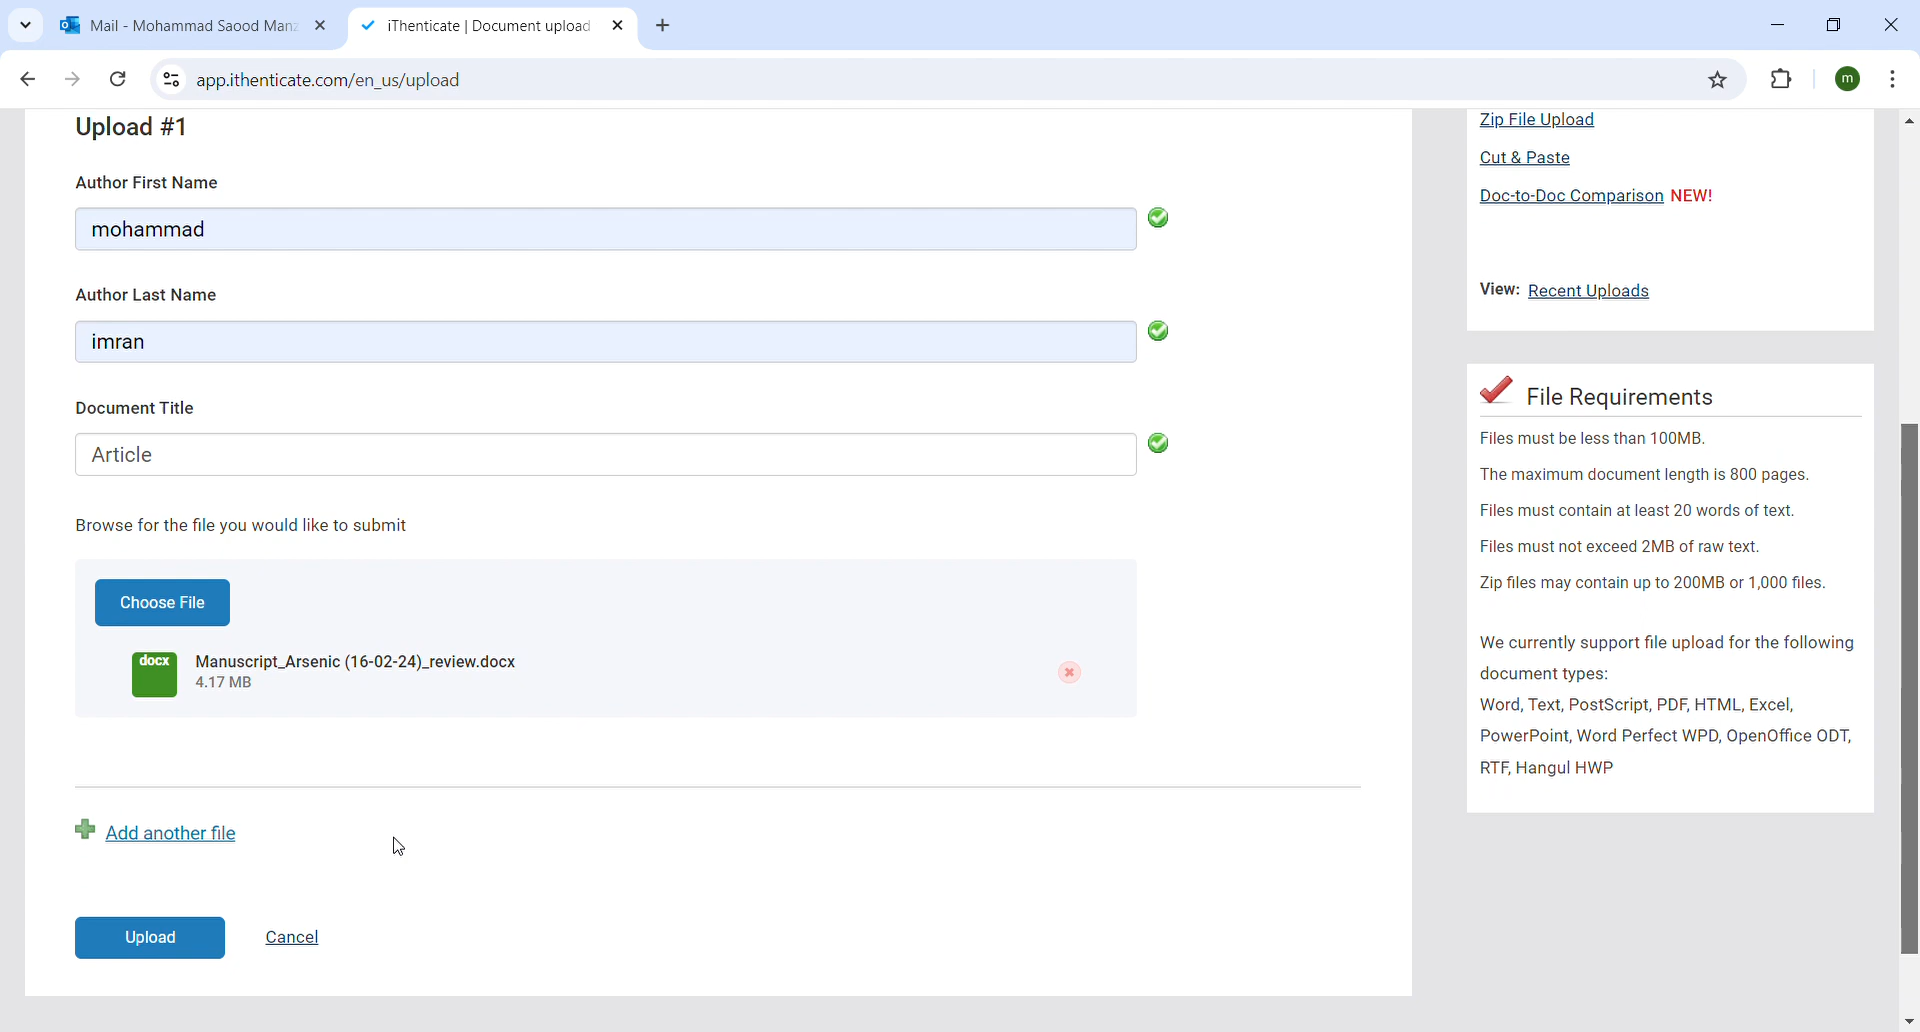 Mail - Mohammad Saood Manz
iThenticate | Document upload
app.ithenticate.com/en_us/upload
m
Upload #1
Author First Name
mohammad
Author Last Name
imran
Document Title
Article
Browse for the file you would like to submit
Choose File
docx
Manuscript_Arsenic (16-02-24)_review.docx
4.17 MB
Add another file
Upload
Cancel
Zip File Upload
Cut & Paste
Doc-to-Doc Comparison NEW!
View: Recent Uploads
File Requirements
Files must be less than 100MB.
The maximum document length is 800 pages.
Files must contain at least 20 words of text.
Files must not exceed 2MB of raw text.
Zip files may contain up to 200MB or 1,000 files.
We currently support file upload for the following
document types:
Word, Text, PostScript, PDF, HTML, Excel,
PowerPoint, Word Perfect WPD, OpenOffice ODT,
RTF, Hangul HWP